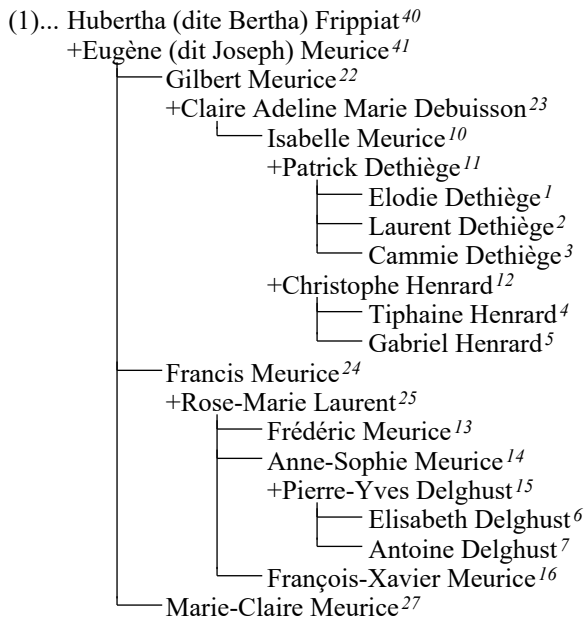 (1)... Hubertha (dite Bertha) Frippiat40
+Eugène (dit Joseph) Meurice41
Gilbert Meurice22
+Claire Adeline Marie Debuisson23
Isabelle Meurice10
+Patrick Dethiège11
Elodie Dethiège1
Laurent Dethiège2
Cammie Dethiège3
+Christophe Henrard12
Tiphaine Henrard4
Gabriel Henrard5
Francis Meurice24
+Rose-Marie Laurent25
Frédéric Meurice13
Anne-Sophie Meurice14
+Pierre-Yves Delghust15
Elisabeth Delghust6
Antoine Delghust7
François-Xavier Meurice16
Marie-Claire Meurice27